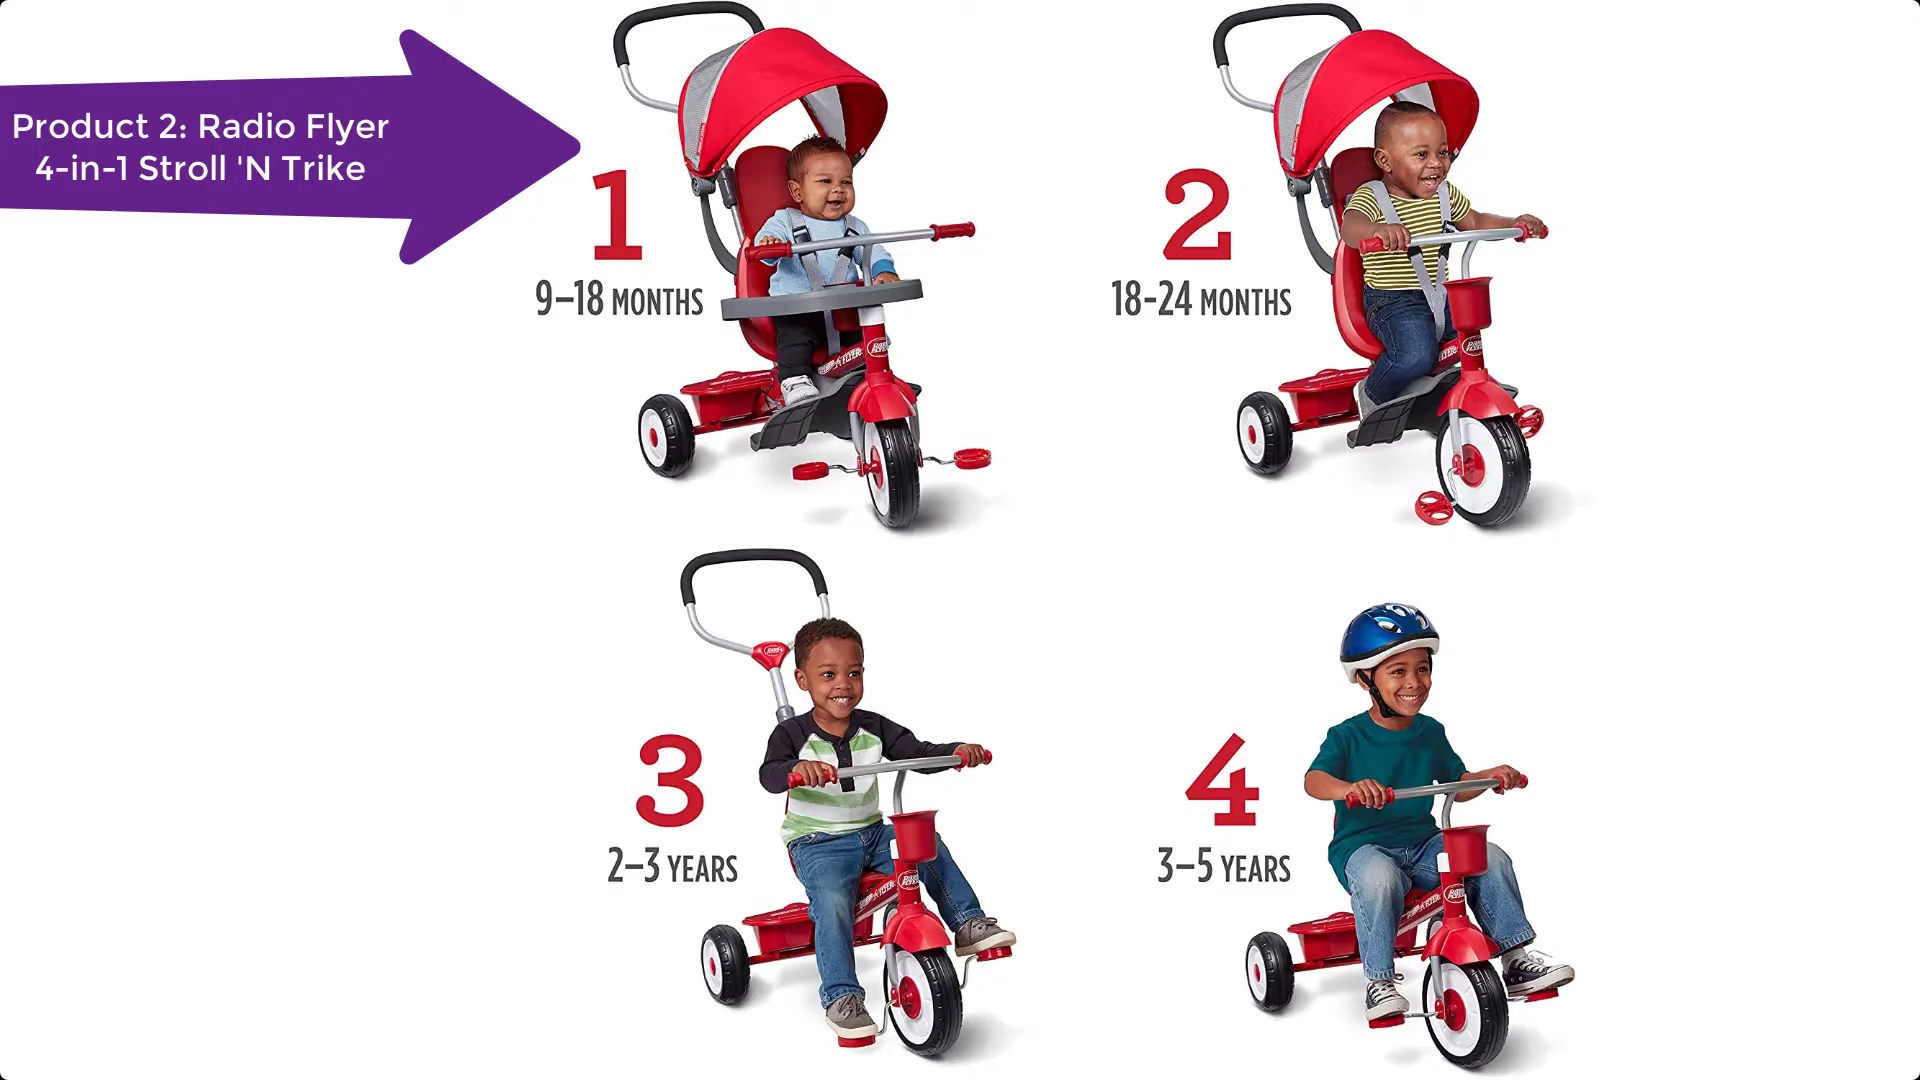 Product 2: Radio Flyer
4-in-1 Stroll 'N Trike
1
9–18 MONTHS
2
18-24 MONTHS
3
2–3 YEARS
4
3–5 YEARS